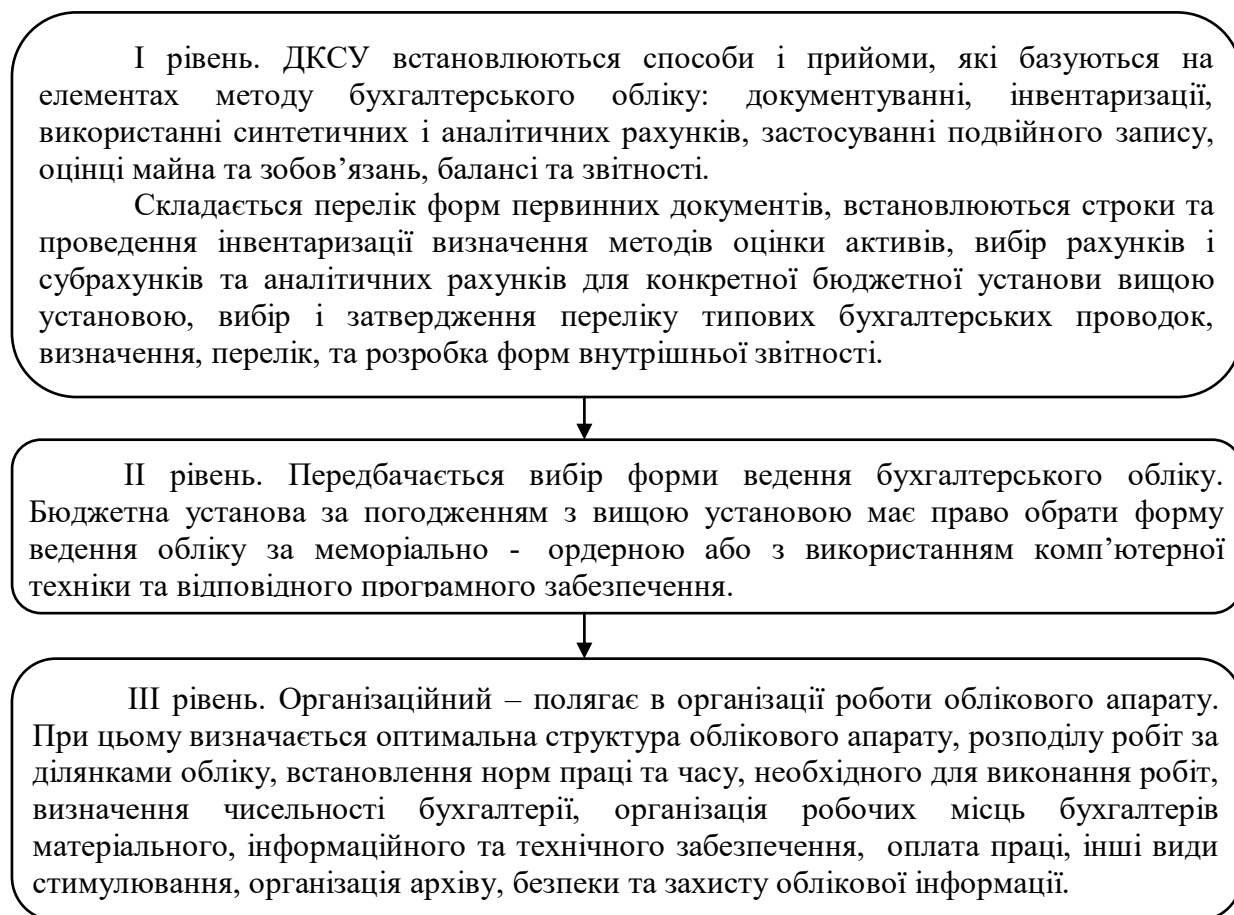 І рівень. ДКСУ встановлюються способи і прийоми, які базуються на
елементах методу бухгалтерського обліку: документуванні, інвентаризації,
використанні синтетичних і аналітичних рахунків, застосуванні подвійного запису,
оцінці майна та зобов’язань, балансі та звітності.
Складається перелік форм первинних документів, встановлюються строки та
проведення інвентаризації визначення методів оцінки активів, вибір рахунків і
субрахунків та аналітичних рахунків для конкретної бюджетної установи вищою
установою, вибір і затвердження переліку типових бухгалтерських проводок,
визначення, перелік, та розробка форм внутрішньої звітності.
ІІ рівень. Передбачається вибір форми ведення бухгалтерського обліку.
Бюджетна установа за погодженням з вищою установою має право обрати форму
ведення обліку за меморіально - ордерною або з використанням комп’ютерної
техніки та відповідного програмного забезпечення.
ІІІ рівень. Організаційний – полягає в організації роботи облікового апарату.
При цьому визначається оптимальна структура облікового апарату, розподілу робіт за
ділянками обліку, встановлення норм праці та часу, необхідного для виконання робіт,
визначення чисельності бухгалтерії, організація робочих місць бухгалтерів
матеріального, інформаційного та технічного забезпечення, оплата праці, інші види
стимулювання, організація архіву, безпеки та захисту облікової інформації.